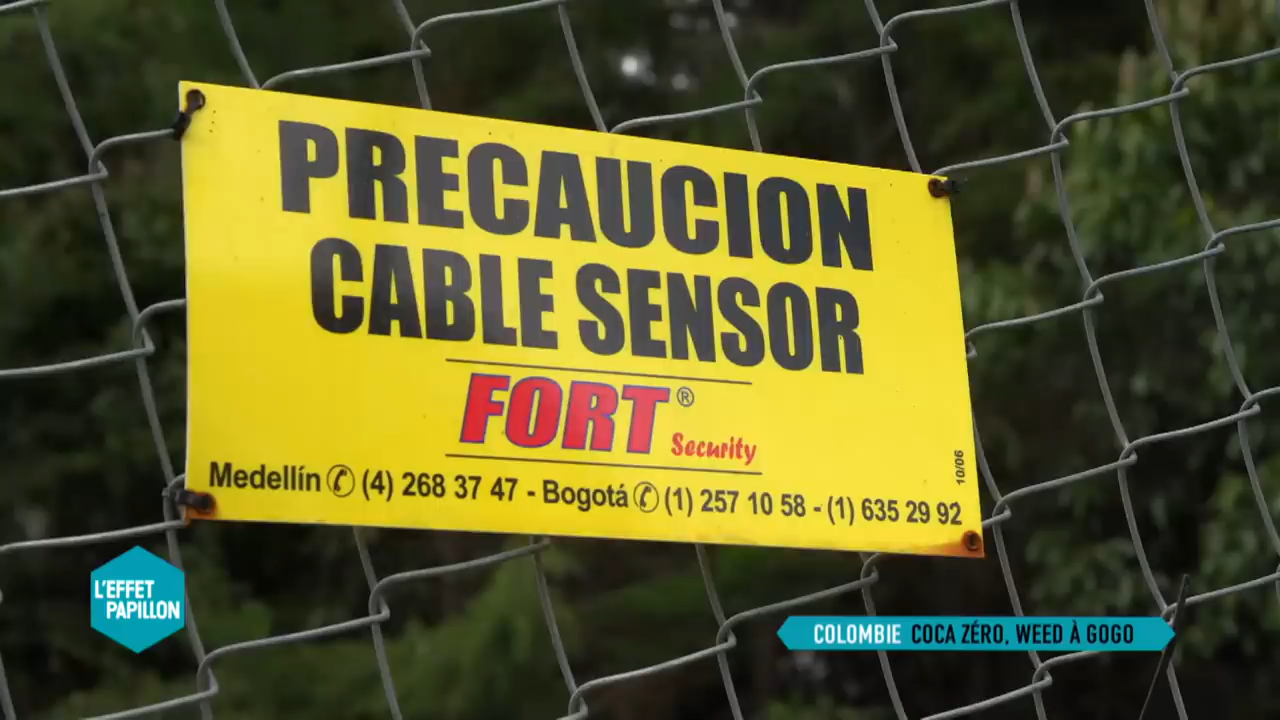 PRECAUCION
CABLE SENSOR
FORT ®
Security
Medellín ✆ (4) 268 37 47 - Bogotá ✆ (1) 257 10 58 - (1) 635 29 92
10/06
L'EFFET
PAPILLON
COLOMBIE COCA ZÉRO, WEED À GOGO